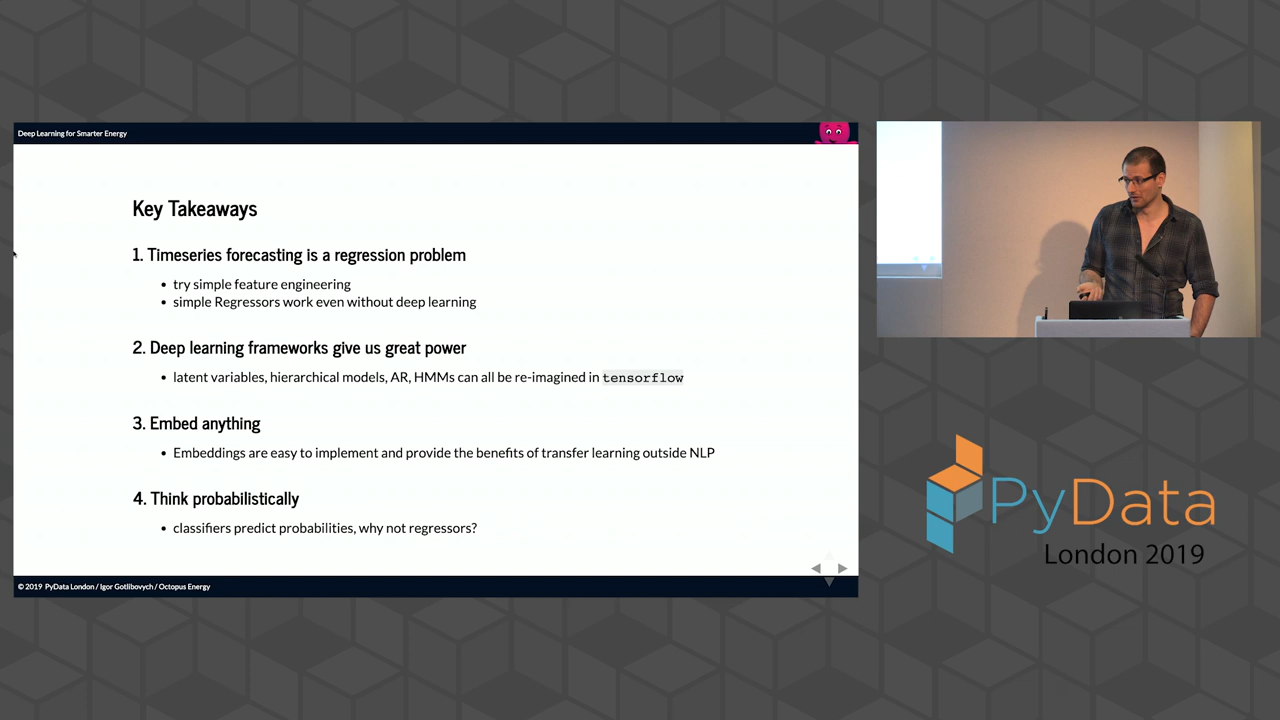 Deep Learning for Smarter Energy
Key Takeaways
1. Timeseries forecasting is a regression problem
• try simple feature engineering
• simple Regressors work even without deep learning
2. Deep learning frameworks give us great power
• latent variables, hierarchical models, AR, HMMs can all be re-imagined in tensorflow
3. Embed anything
• Embeddings are easy to implement and provide the benefits of transfer learning outside NLP
4. Think probabilistically
• classifiers predict probabilities, why not regressors?
© 2019 PyData London / Igor Gotlibovych / Octopus Energy
PyData
London 2019